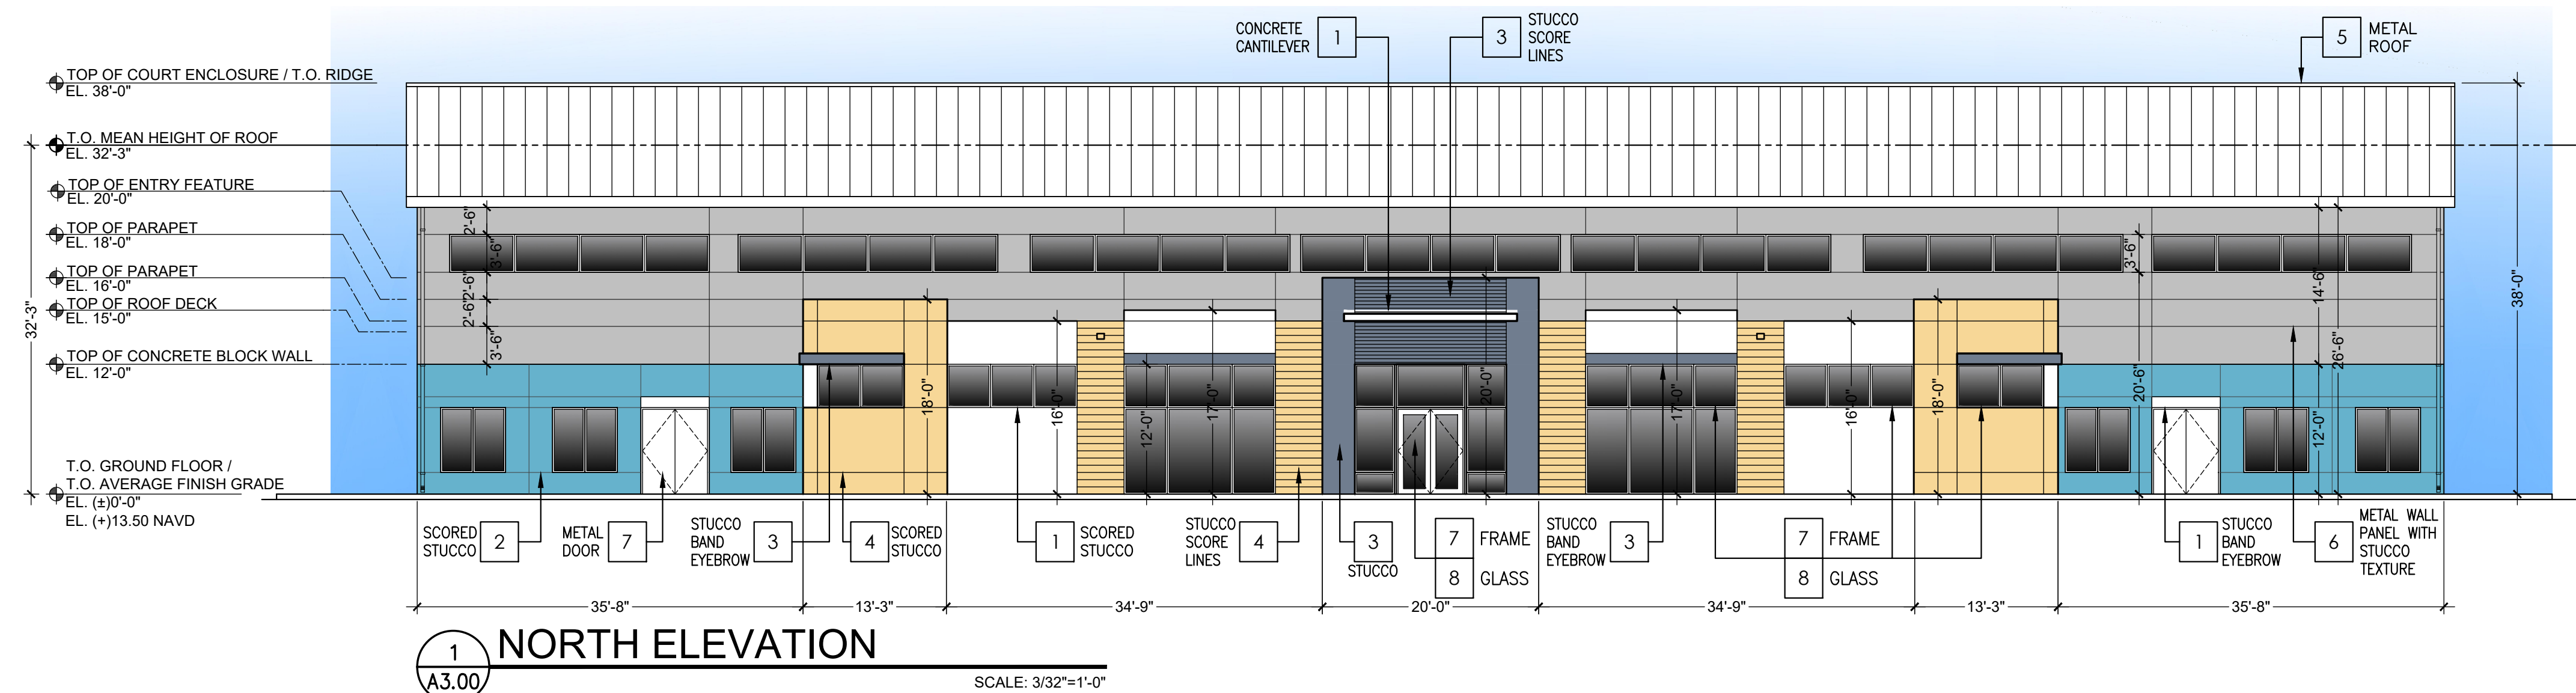 CONCRETE
CANTILEVER
1
3
STUCCO
SCORE
LINES
5
METAL
ROOF
TOP OF COURT ENCLOSURE / T.O. RIDGE
EL. 38'-0"
T.O. MEAN HEIGHT OF ROOF
EL. 32'-3"
TOP OF ENTRY FEATURE
EL. 20'-0"
TOP OF PARAPET
EL. 18'-0"
TOP OF PARAPET
EL. 16'-0"
TOP OF ROOF DECK
EL. 15'-0"
TOP OF CONCRETE BLOCK WALL
EL. 12'-0"
T.O. GROUND FLOOR /
T.O. AVERAGE FINISH GRADE
EL. (±)0'-0"
EL. (+)13.50 NAVD
32'-3"
2'-6"
3'-6"
2'-6"
2'-6"
3'-6"
18'-0"
16'-0"
12'-0"
17'-0"
20'-0"
17'-0"
16'-0"
18'-0"
3'-6"
20'-6"
14'-6"
12'-0"
26'-6"
38'-0"
SCORED
STUCCO
2
METAL
DOOR
7
STUCCO
BAND
EYEBROW
3
4
SCORED
STUCCO
1
SCORED
STUCCO
STUCCO
SCORE
LINES
4
3
STUCCO
7
FRAME
8
GLASS
STUCCO
BAND
EYEBROW
3
7
FRAME
8
GLASS
1
STUCCO
BAND
EYEBROW
6
METAL WALL
PANEL WITH
STUCCO
TEXTURE
35'-8"
13'-3"
34'-9"
20'-0"
34'-9"
13'-3"
35'-8"
1
A3.00
NORTH ELEVATION
SCALE: 3/32"=1'-0"